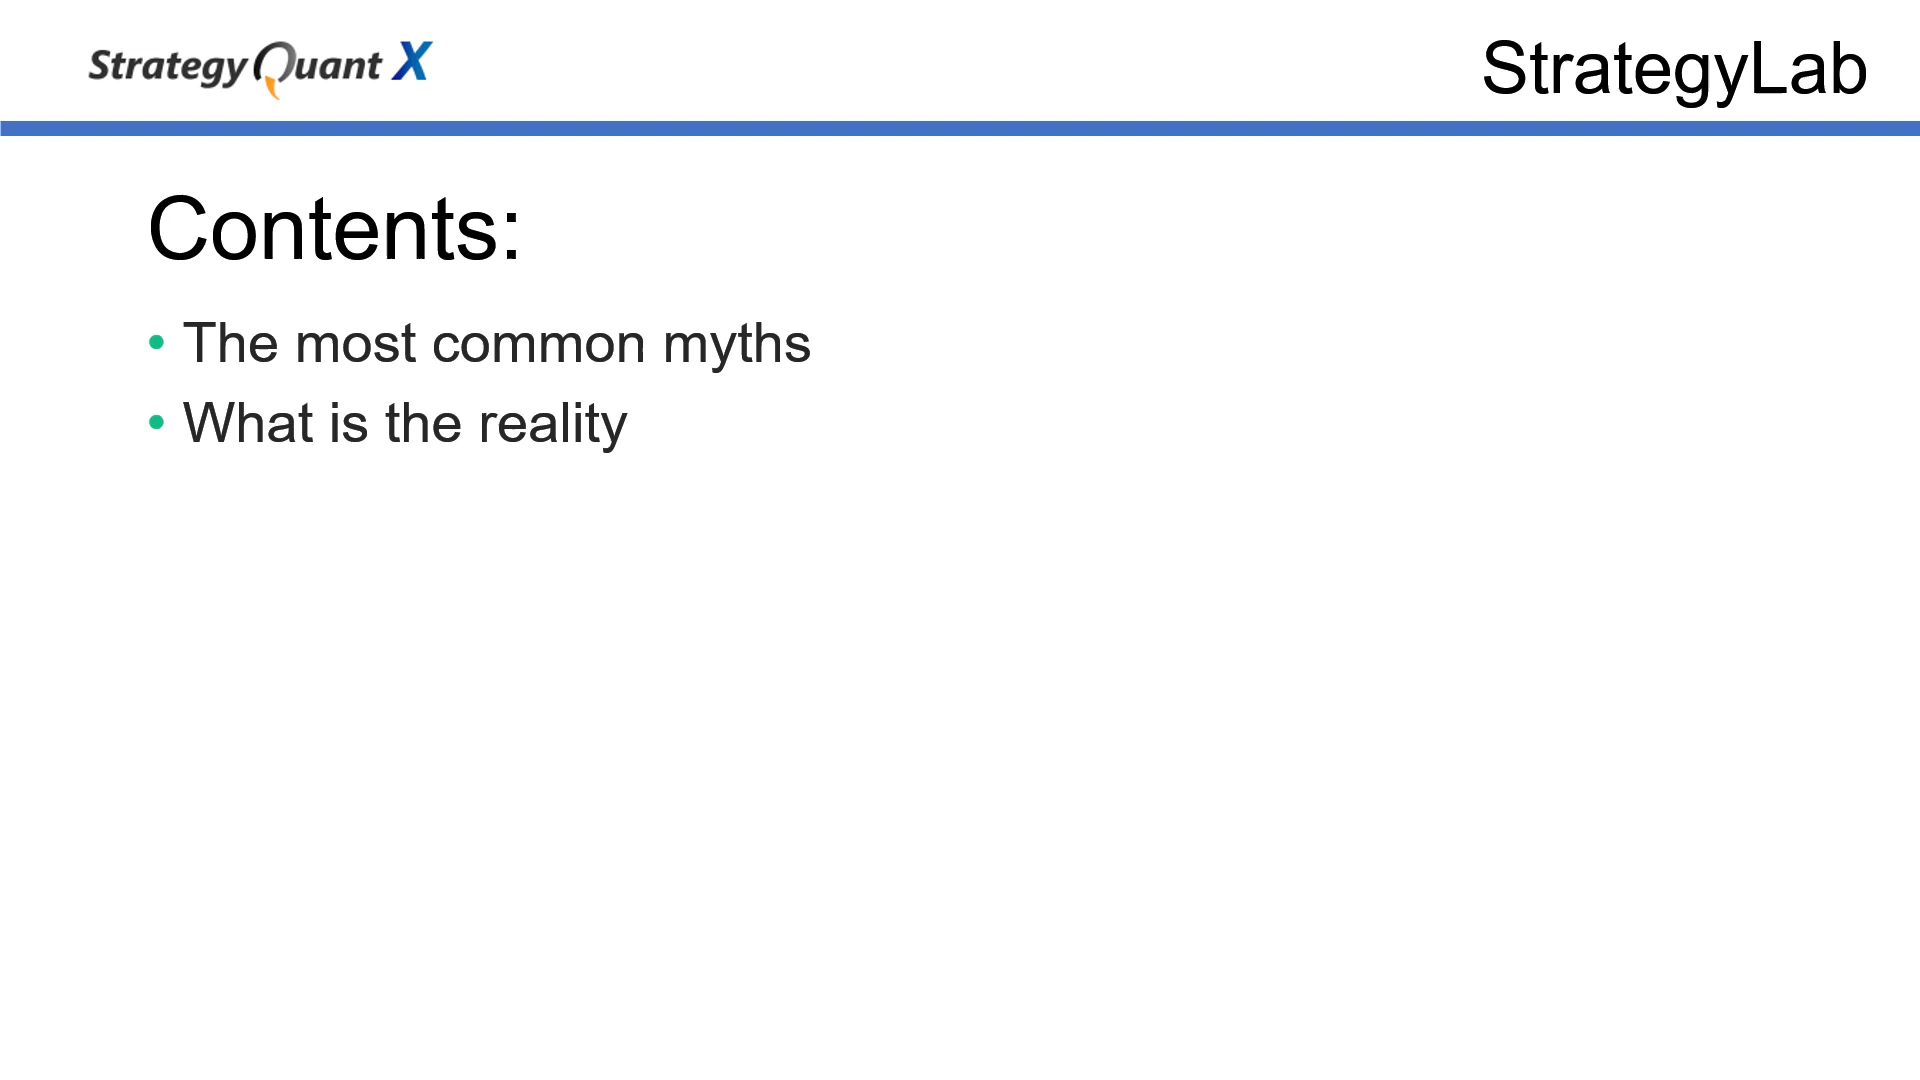 StrategyQuant X
StrategyLab
Contents:
• The most common myths
• What is the reality